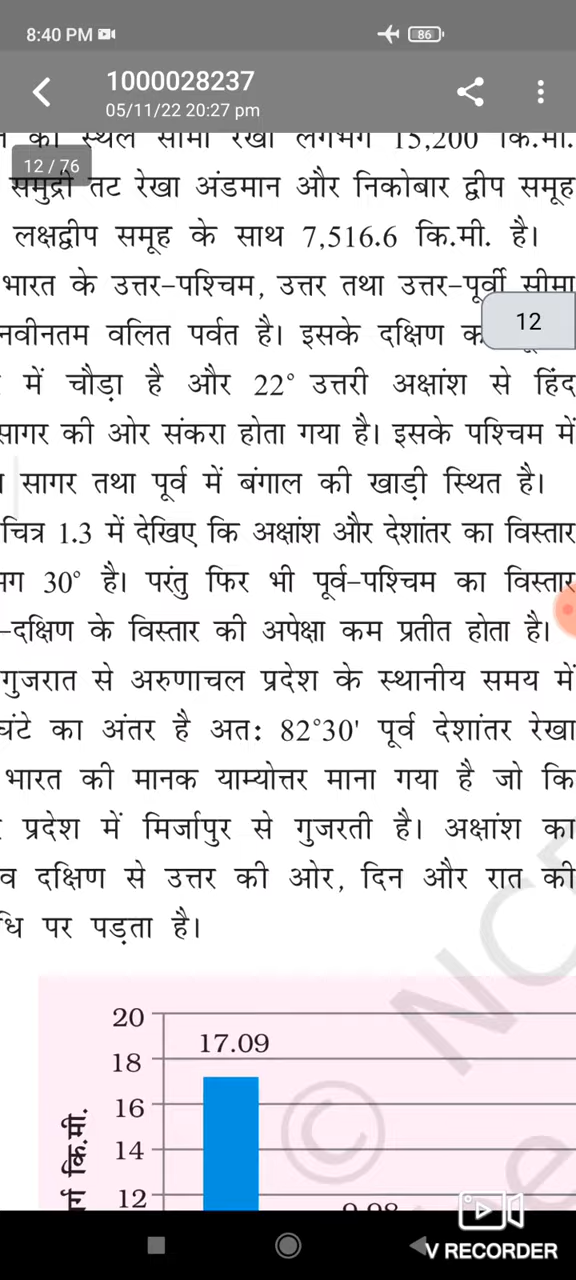 8:40 PM
86
1000028237
05/11/22 20:27 pm
की स्थल सीमा रेखा लगभग 15,200 कि.मी.
12 / 76
समुद्री तट रेखा अंडमान और निकोबार द्वीप समूह
लक्षद्वीप समूह के साथ 7,516.6 कि.मी. है।
भारत के उत्तर-पश्चिम, उत्तर तथा उत्तर-पूर्वी सीमा
12
नवीनतम वलित पर्वत है। इसके दक्षिण
में चौड़ा है और 22° उत्तरी अक्षांश से हिंद
सागर की ओर संकरा होता गया है। इसके पश्चिम में
सागर तथा पूर्व में बंगाल की खाड़ी स्थित है।
चित्र 1.3 में देखिए कि अक्षांश और देशांतर का विस्तार
30° है। परंतु फिर भी पूर्व-पश्चिम का विस्तार
-दक्षिण के विस्तार की अपेक्षा कम प्रतीत होता है।
गुजरात से अरुणाचल प्रदेश के स्थानीय समय में
घंटे का अंतर है अत: 82°30' पूर्व देशांतर रेखा
भारत की मानक याम्योत्तर माना गया है जो कि
प्रदेश में मिर्जापुर से गुजरती है। अक्षांश का
व दक्षिण से उत्तर की ओर, दिन और रात की
धि पर पड़ता है।
20
17.09
18
16
14
12
कि.मी.
©
NC
e
V RECORDER